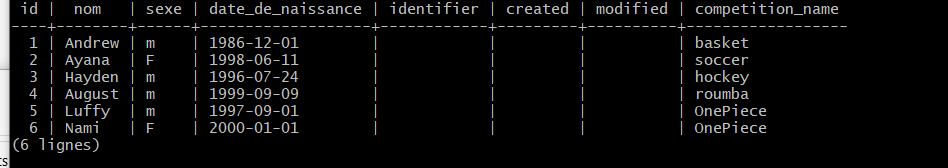 id | nom | sexe | date_de_naissance | identifier | created | modified | competition_name
----+---------+------+-------------------+------------+---------+----------+------------------
1 | Andrew | m | 1986-12-01 | | | | basket
2 | Ayana | F | 1998-06-11 | | | | soccer
3 | Hayden | m | 1996-07-24 | | | | hockey
4 | August | m | 1999-09-09 | | | | roumba
5 | Luffy | m | 1997-09-01 | | | | OnePiece
6 | Nami | F | 2000-01-01 | | | | OnePiece
(6 lignes)
ts